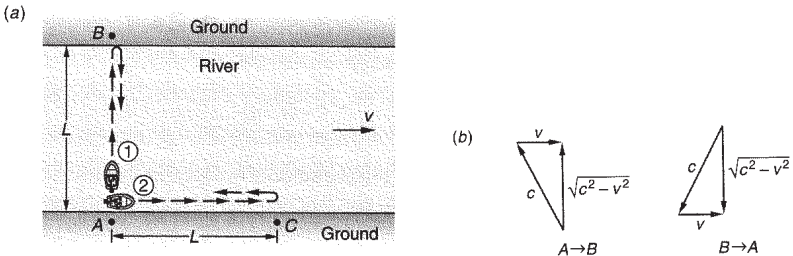 (a)
B
Ground
River
L
v
1
2
A
L
C
Ground
(b)
v
c
√c² − v²
A→B
c
√c² − v²
v
B→A